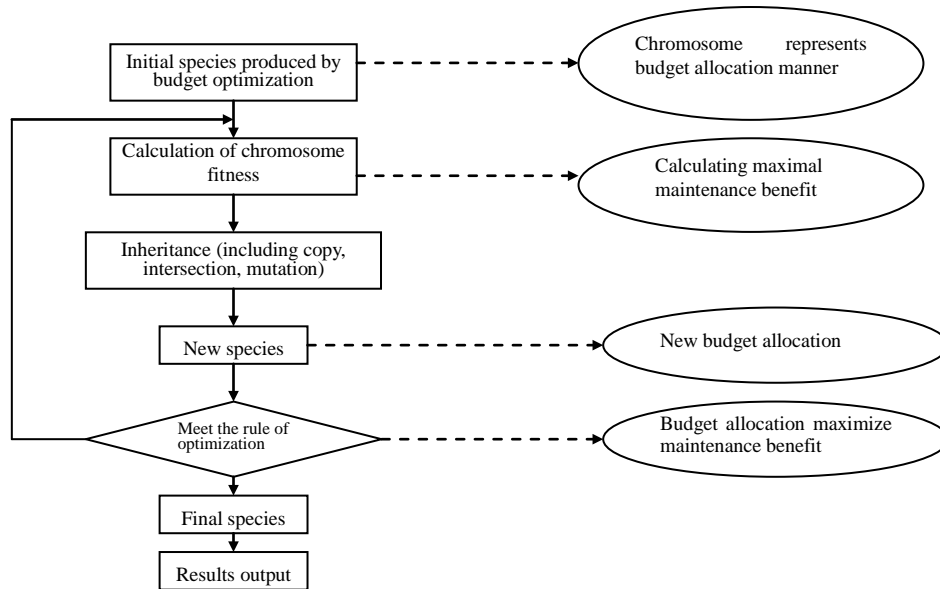 Initial species produced by
budget optimization
Chromosome represents
budget allocation manner
Calculation of chromosome
fitness
Calculating maximal
maintenance benefit
Inheritance (including copy,
intersection, mutation)
New species
New budget allocation
Meet the rule of
optimization
Budget allocation maximize
maintenance benefit
Final species
Results output